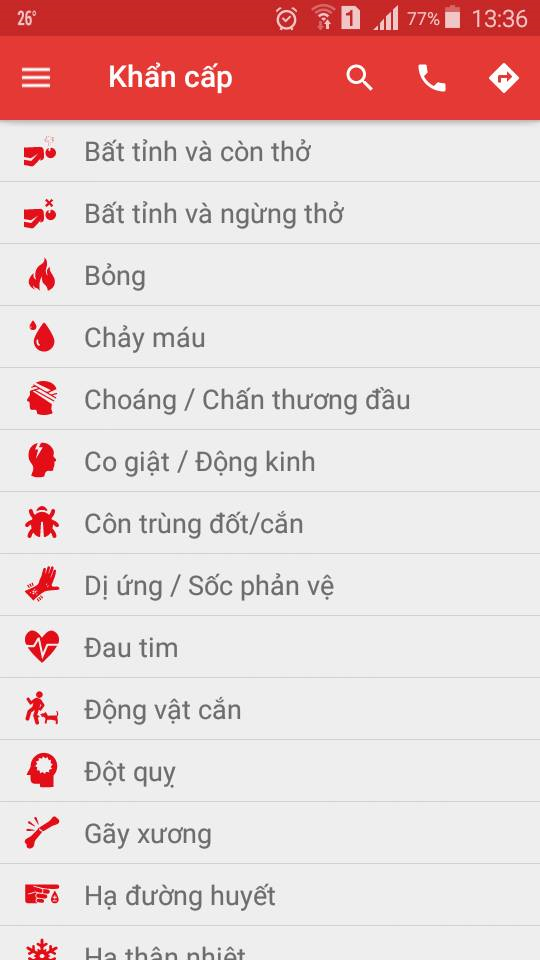 26°
1
77%
13:36
Khẩn cấp
Bất tỉnh và còn thở
Bất tỉnh và ngừng thở
Bỏng
Chảy máu
Choáng / Chấn thương đầu
Co giật / Động kinh
Côn trùng đốt/cắn
Dị ứng / Sốc phản vệ
Đau tim
Động vật cắn
Đột quỵ
Gãy xương
Hạ đường huyết
Hạ thân nhiệt